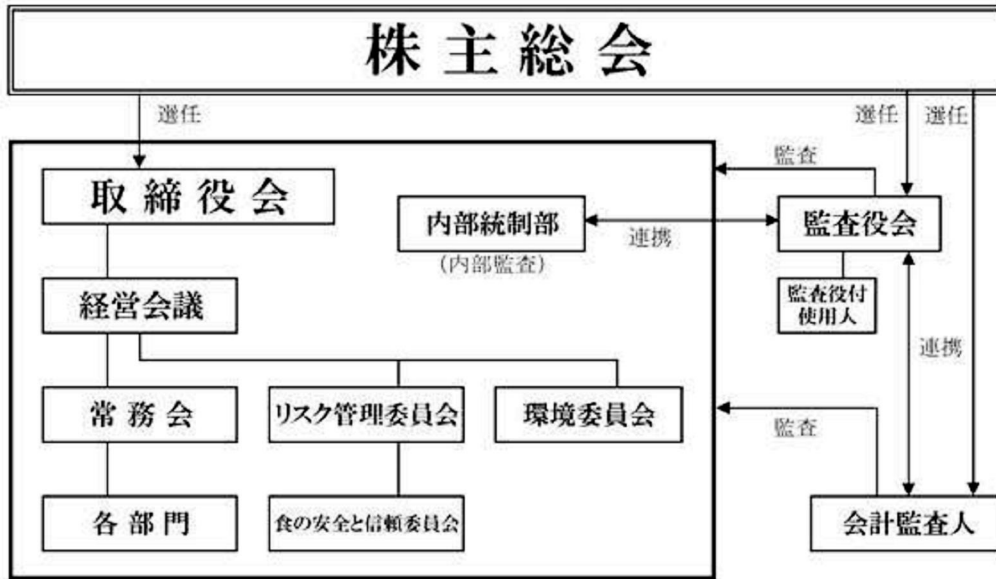 株主総会
選任
選任
選任
取締役会
内部統制部
(内部監査)
監査
連携
監査役会
監査役付
使用人
経営会議
連携
常務会
リスク管理委員会
環境委員会
監査
各部門
食の安全と信頼委員会
会計監査人